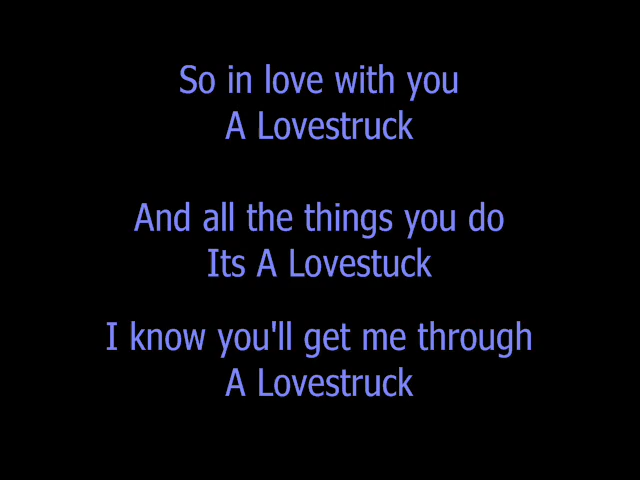 So in love with you
A Lovestruck
And all the things you do
Its A Lovestuck
I know you'll get me through
A Lovestruck